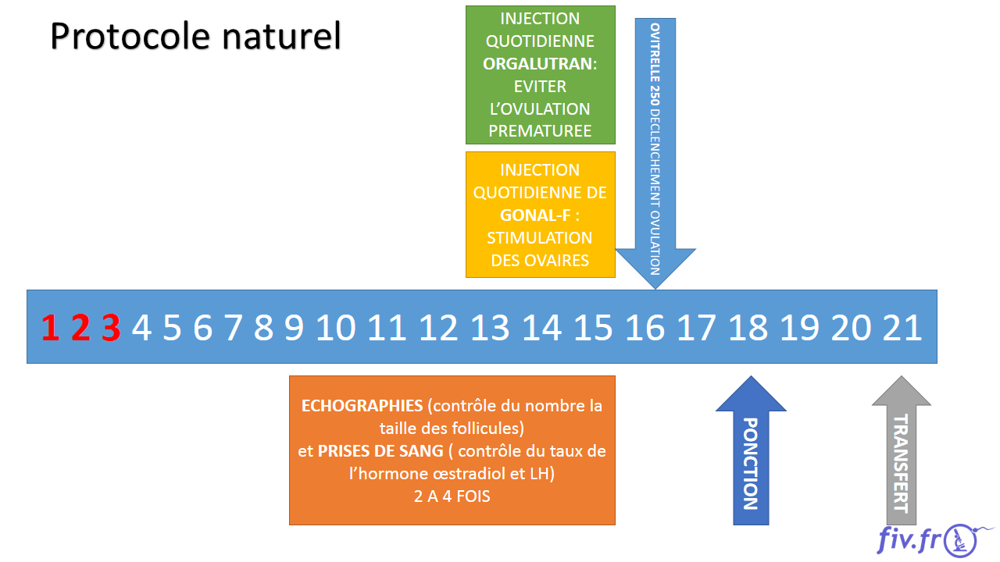 Protocole naturel
INJECTION
QUOTIDIENNE
ORGALUTRAN:
EVITER
L’OVULATION
PREMATUREE
OVITRELLE 250 DECLENCHEMENT OVULATION
INJECTION
QUOTIDIENNE DE
GONAL-F :
STIMULATION
DES OVAIRES
1 2 3 4 5 6 7 8 9 10 11 12 13 14 15 16 17 18 19 20 21
ECHOGRAPHIES (contrôle du nombre la
taille des follicules)
et PRISES DE SANG ( contrôle du taux de
l’hormone œstradiol et LH)
2 A 4 FOIS
PONCTION
TRANSFERT
fiv.fr